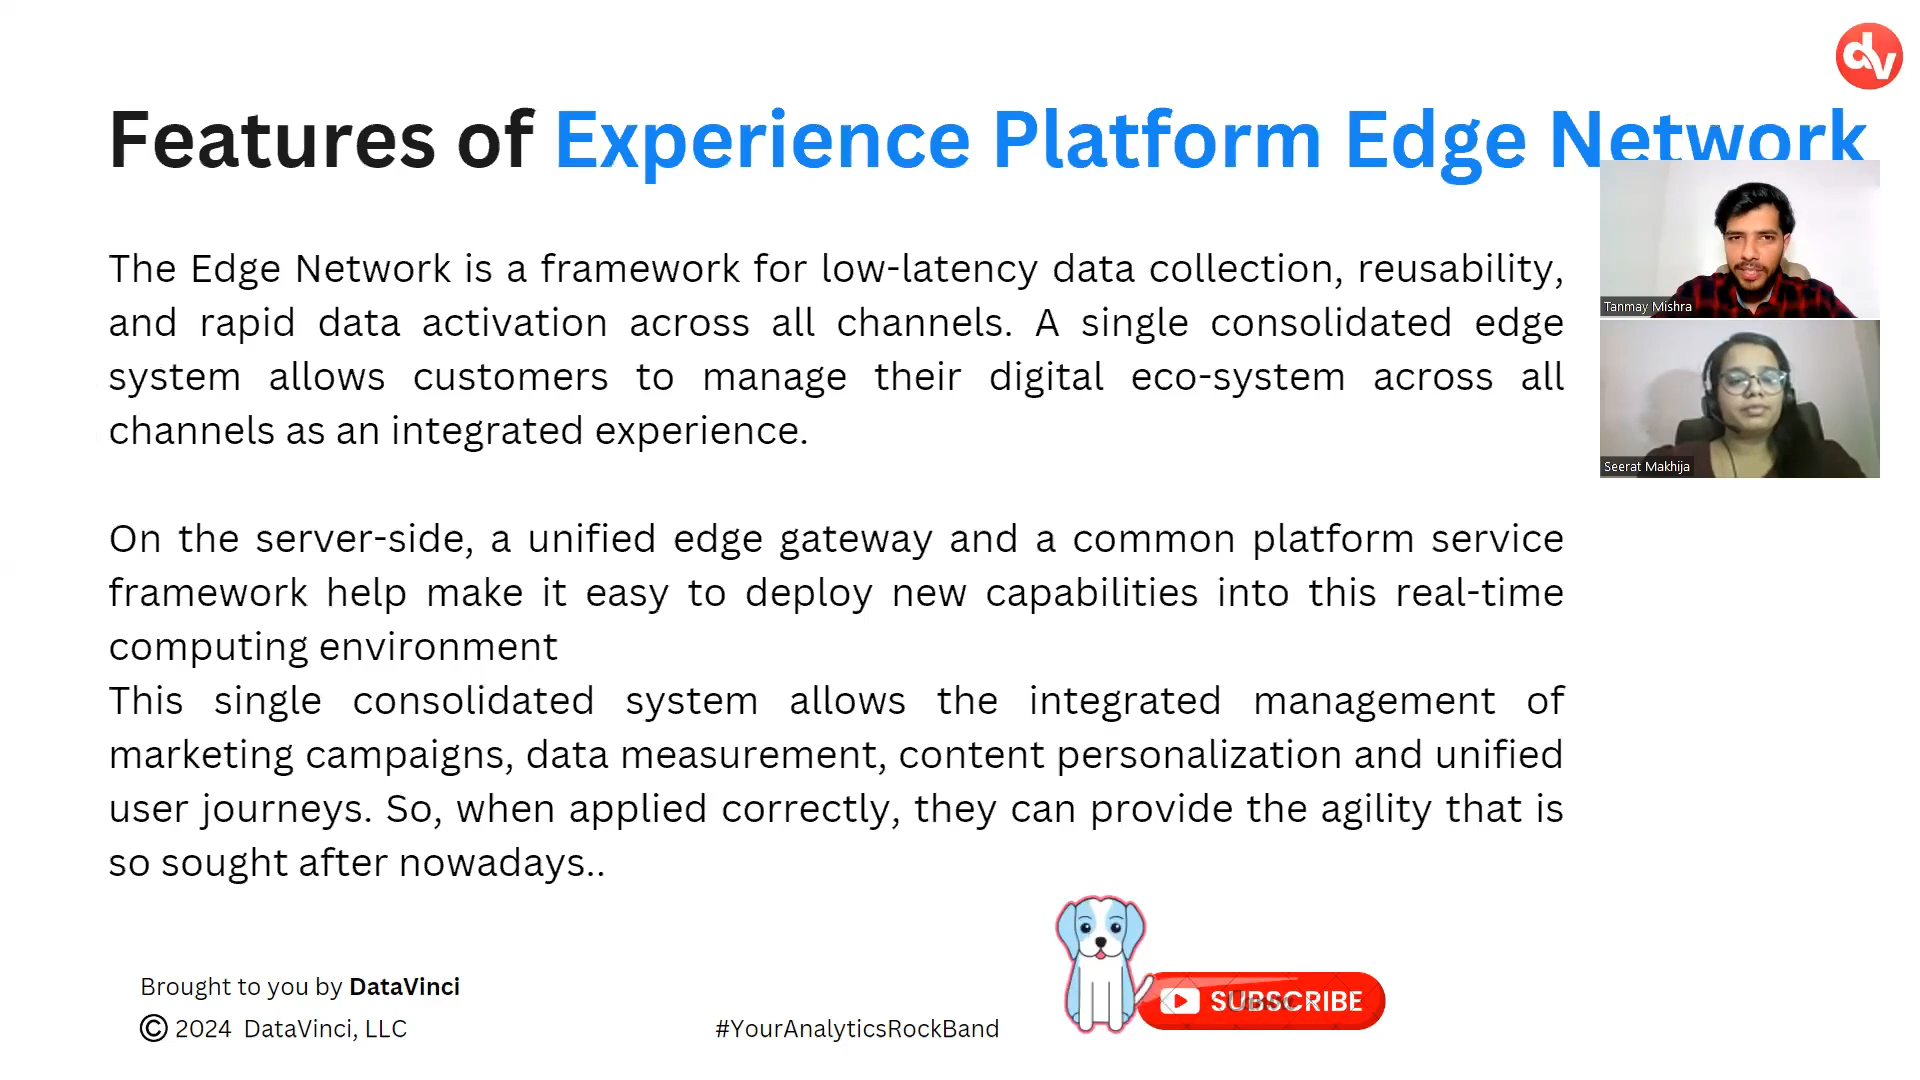 dv
Features of Experience Platform Edge Network
The Edge Network is a framework for low-latency data collection, reusability,
and rapid data activation across all channels. A single consolidated edge
system allows customers to manage their digital eco-system across all
channels as an integrated experience.
On the server-side, a unified edge gateway and a common platform service
framework help make it easy to deploy new capabilities into this real-time
computing environment
This single consolidated system allows the integrated management of
marketing campaigns, data measurement, content personalization and unified
user journeys. So, when applied correctly, they can provide the agility that is
so sought after nowadays..
Tanmay Mishra
Seerat Makhija
Brought to you by DataVinci
© 2024 DataVinci, LLC
#YourAnalyticsRockBand
SUBSCRIBE